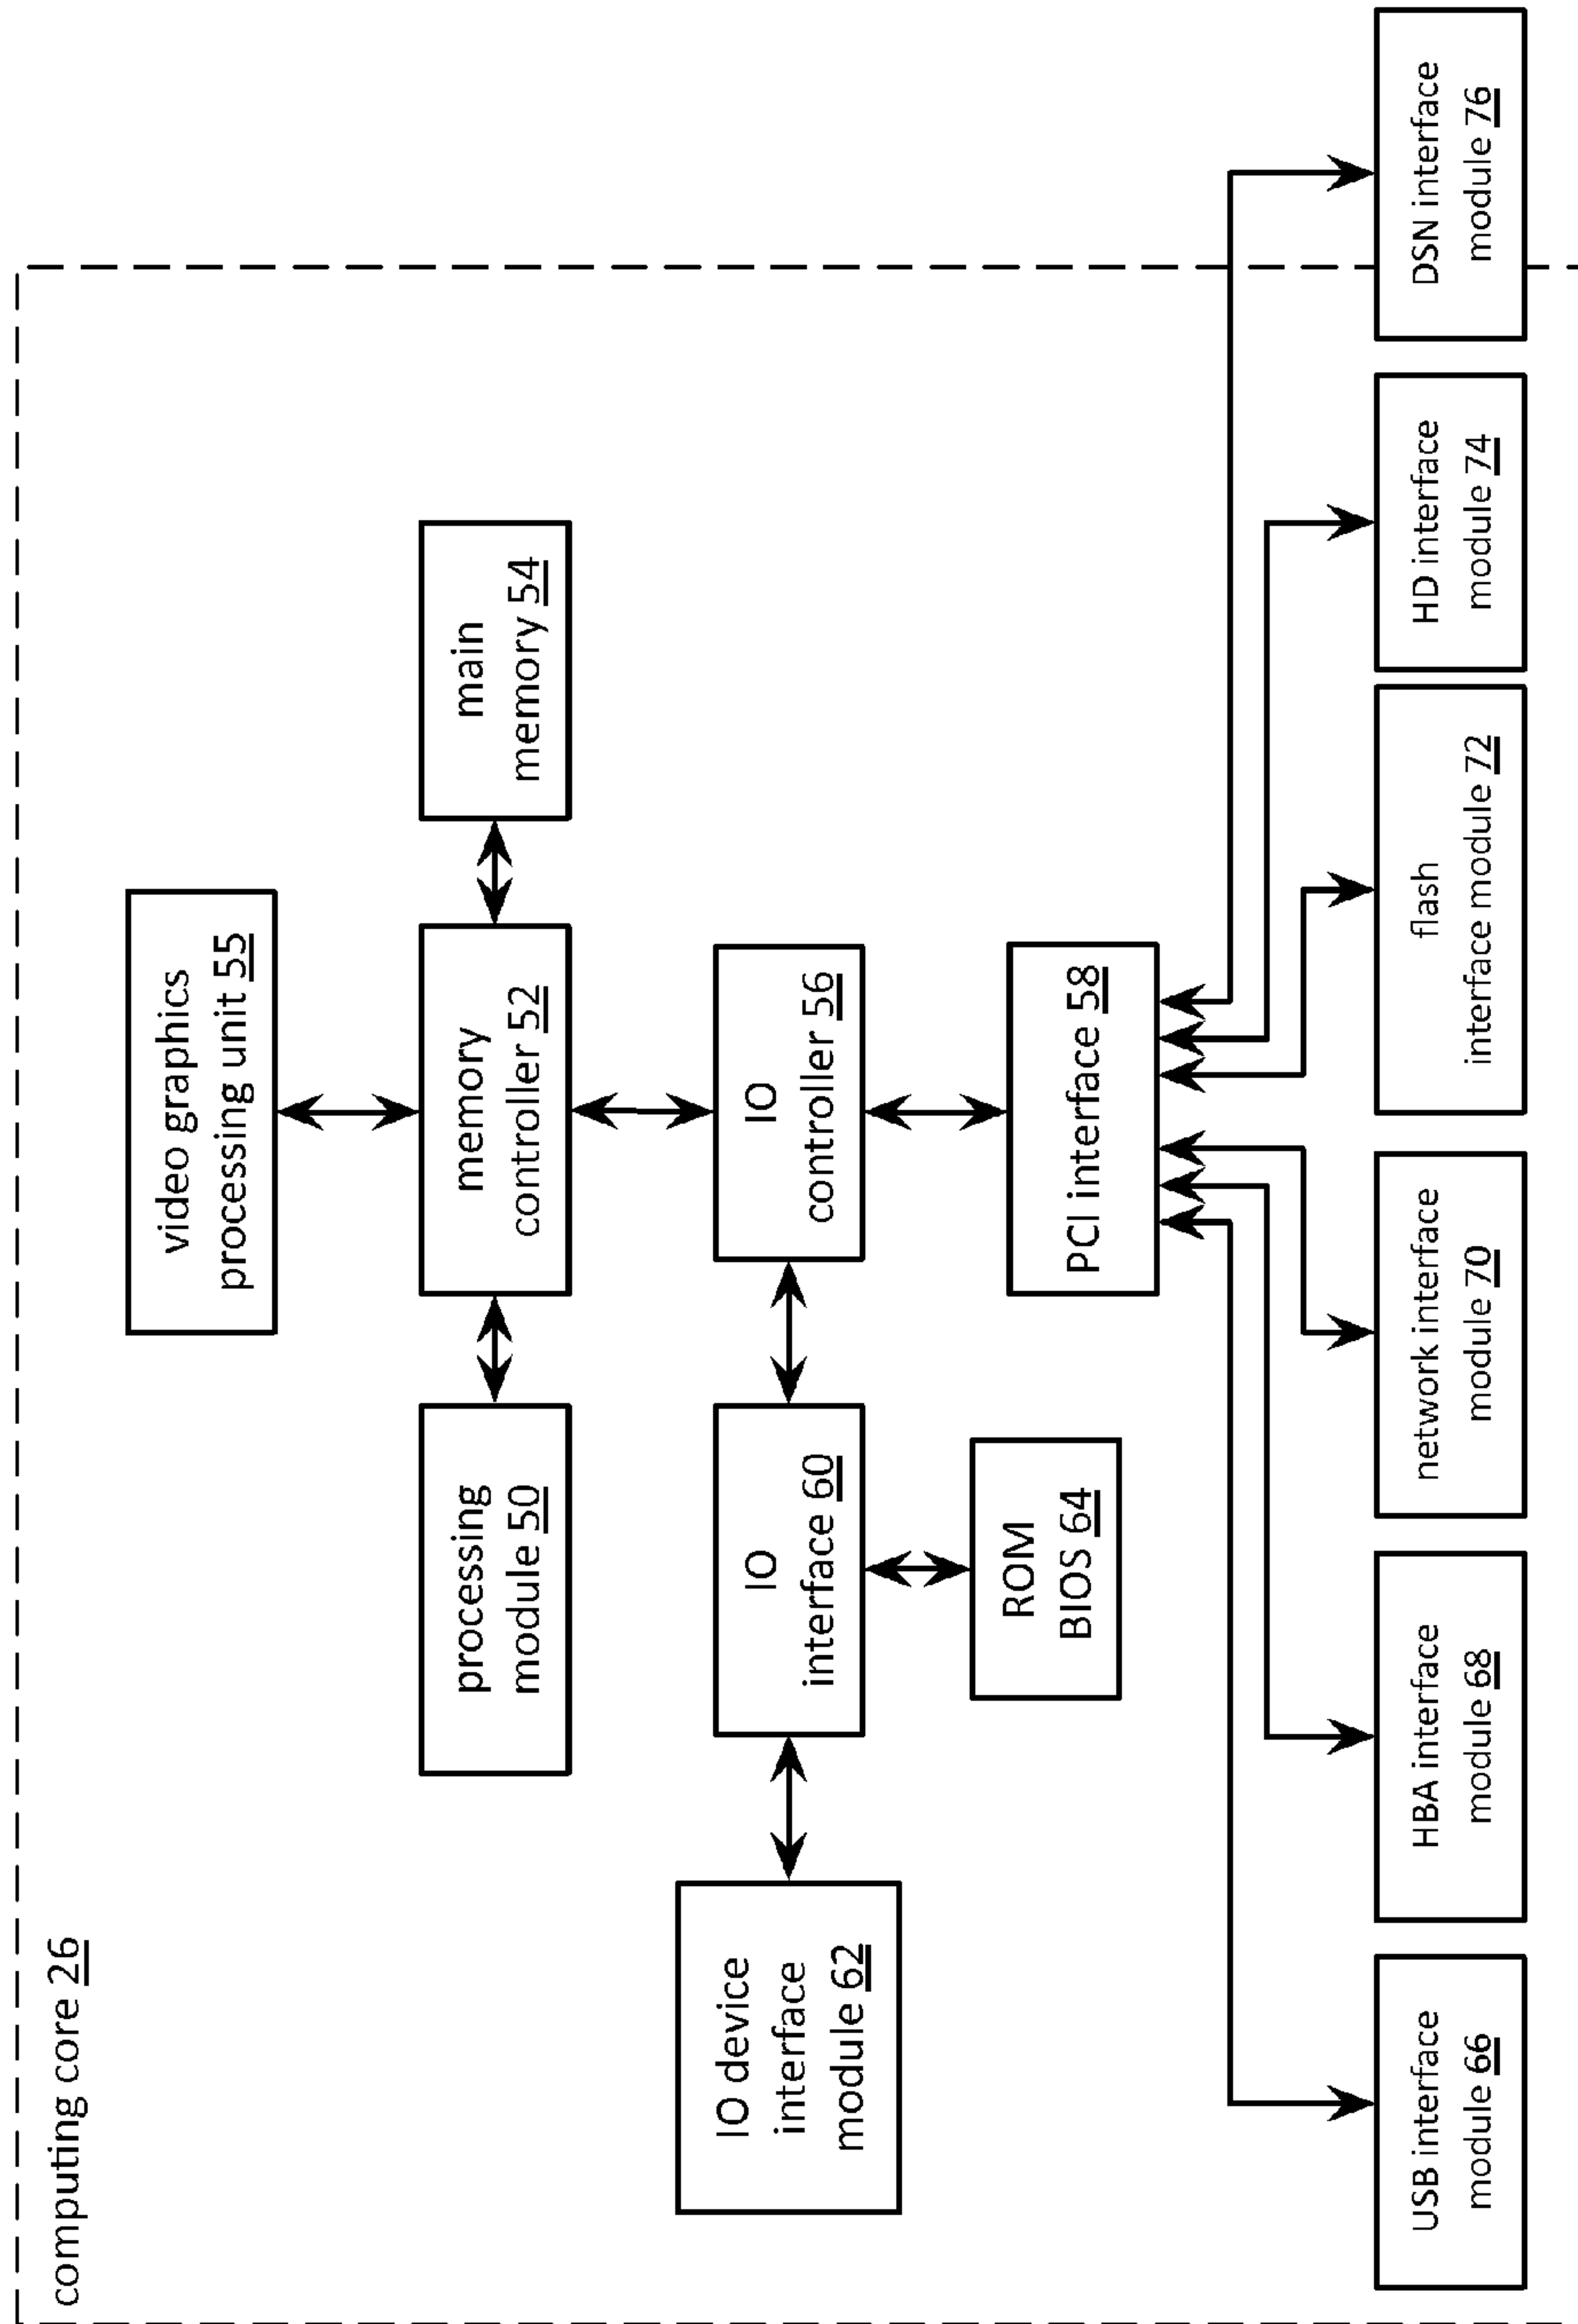 computing core 26
video graphics
processing unit 55
processing
module 50
memory
controller 52
main
memory 54
IO device
interface
module 62
IO
interface 60
IO
controller 56
ROM
BIOS 64
PCI interface 58
USB interface
module 66
HBA interface
module 68
network interface
module 70
flash
interface module 72
HD interface
module 74
DSN interface
module 76